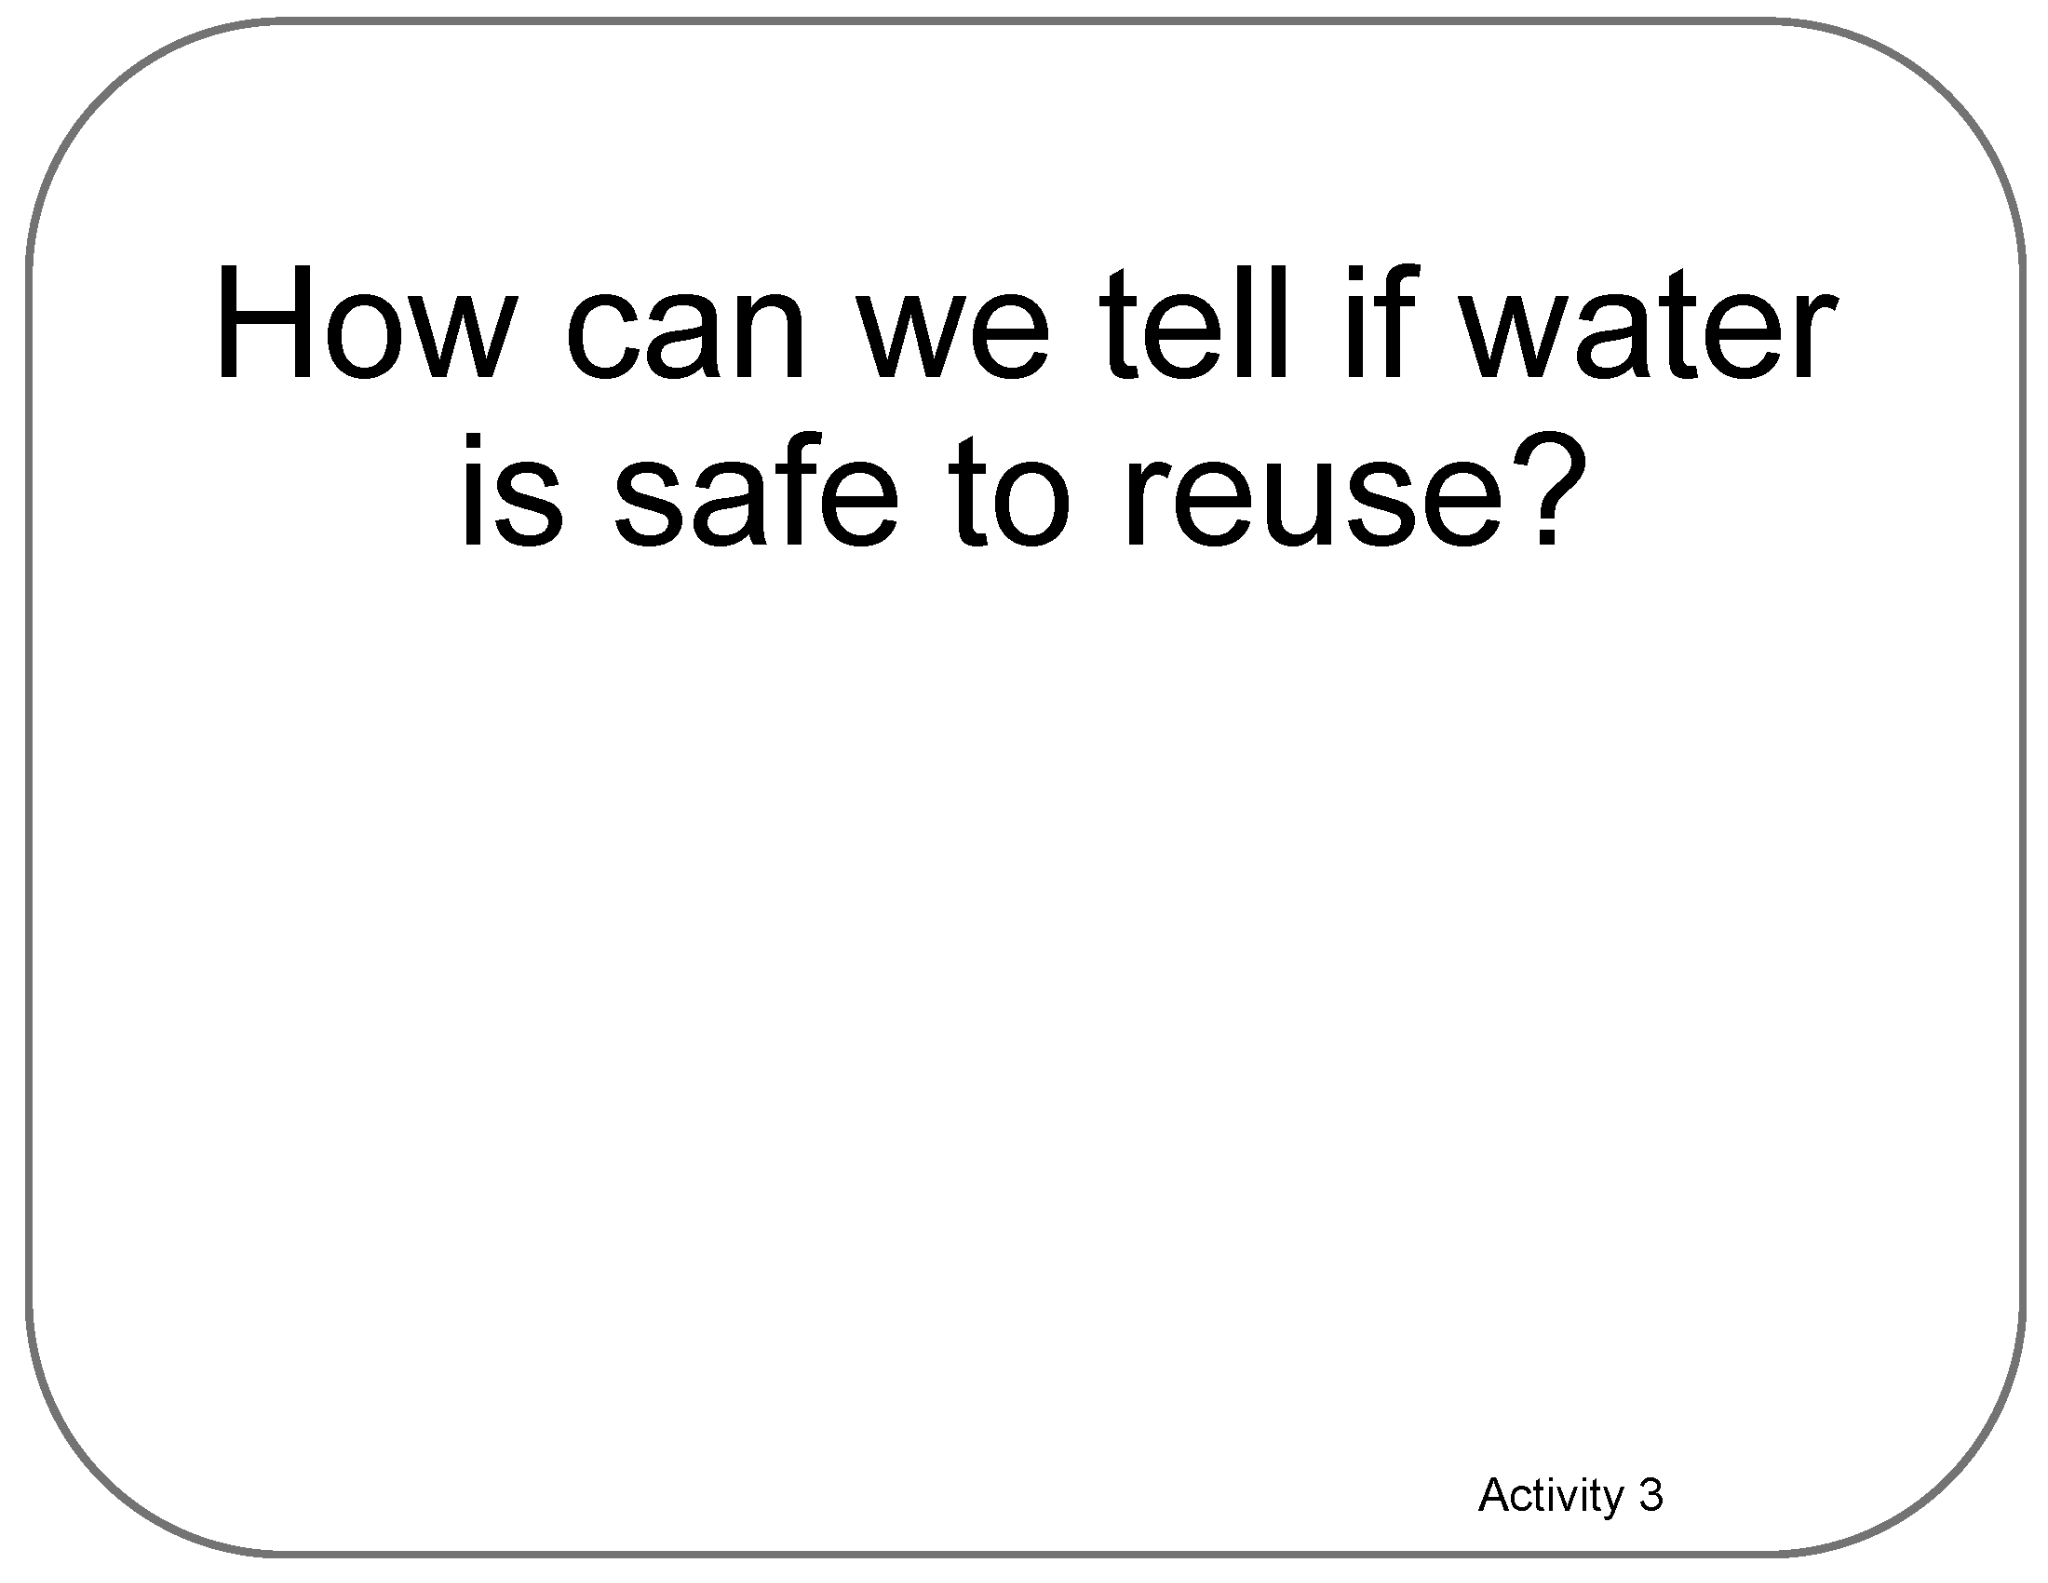 How can we tell if water
is safe to reuse?
Activity 3